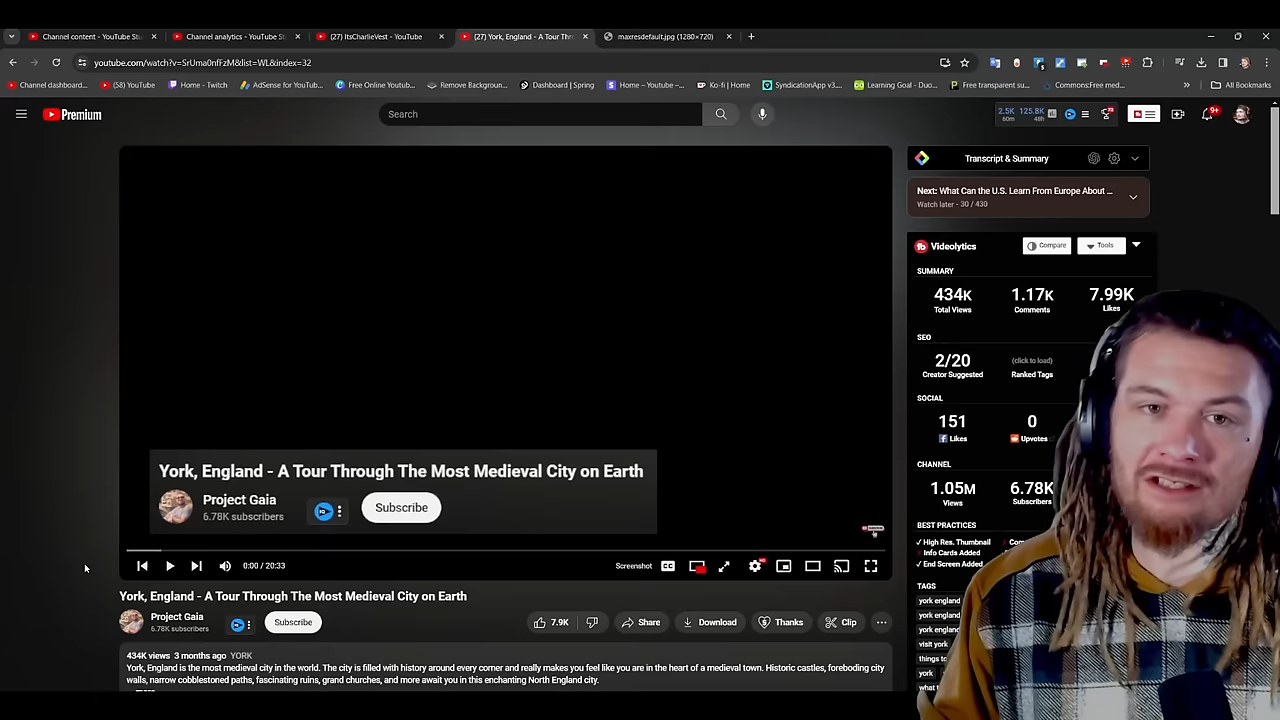 Channel content - YouTube Stu
Channel analytics - YouTube St
(27) ItsCharlieVest - YouTube
(27) York, England - A Tour Thr
maxresdefault.jpg (1280×720)
youtube.com/watch?v=SrUma0nfFzM&list=WL&index=32
Channel dashboard...
(58) YouTube
Home - Twitch
AdSense for YouTub...
Free Online Youtub...
Remove Backgroun...
Dashboard | Spring
Home – Youtube –...
Ko-fi | Home
SyndicationApp v3....
Learning Goal - Duo...
Free transparent su...
Commons:Free med...
All Bookmarks
Premium
Search
2.5K 125.8K
60m 48h
9+
Transcript & Summary
Next: What Can the U.S. Learn From Europe About ...
Watch later - 30 / 430
Videolytics
Compare
Tools
SUMMARY
434K 1.17K 7.99K
Total Views Comments Likes
SEO
2/20 (click to load)
Creator Suggested Ranked Tags
SOCIAL
151 0
Likes Upvotes
CHANNEL
1.05M 6.78K
Views Subscribers
BEST PRACTICES
✓ High Res. Thumbnail
Info Cards Added
✓ End Screen Added
TAGS
york england
york england
york england
visit york
things to
york
what t
York, England - A Tour Through The Most Medieval City on Earth
Project Gaia
6.78K subscribers
Subscribe
0:00 / 20:33
Screenshot
York, England - A Tour Through The Most Medieval City on Earth
Project Gaia
6.78K subscribers
Subscribe
7.9K
Share
Download
Thanks
Clip
434K views 3 months ago YORK
York, England is the most medieval city in the world. The city is filled with history around every corner and really makes you feel like you are in the heart of a medieval town. Historic castles, foreboding city
walls, narrow cobblestoned paths, fascinating ruins, grand churches, and more await you in this enchanting North England city.